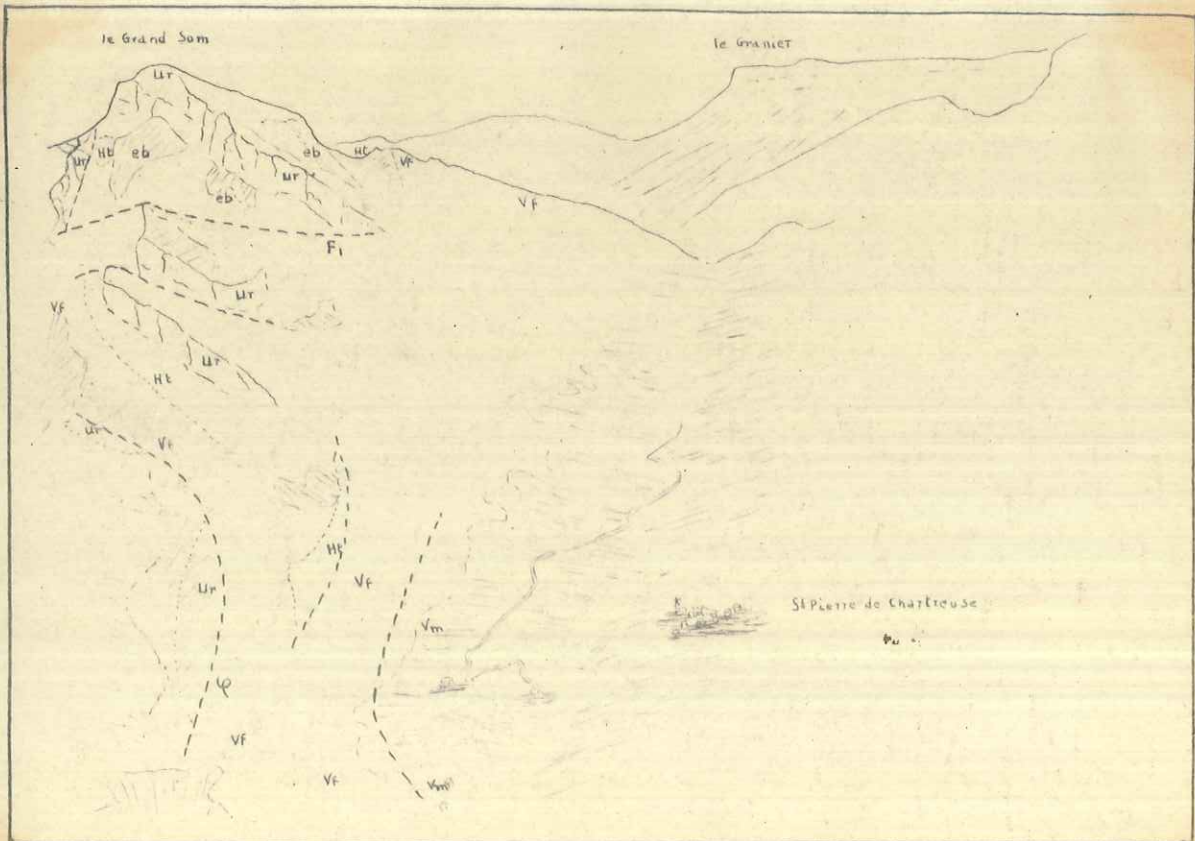 le Grand Som
le Granier
Ur
Ur
Ht
eb
eb
Ht
Vf
Ur
eb
Vf
F1
Ur
Vf
Ur
Ht
Ur
Vf
Ht
Ur
Vf
St Pierre de Chartreuse
Vm
φ
Vf
Vf
Vm